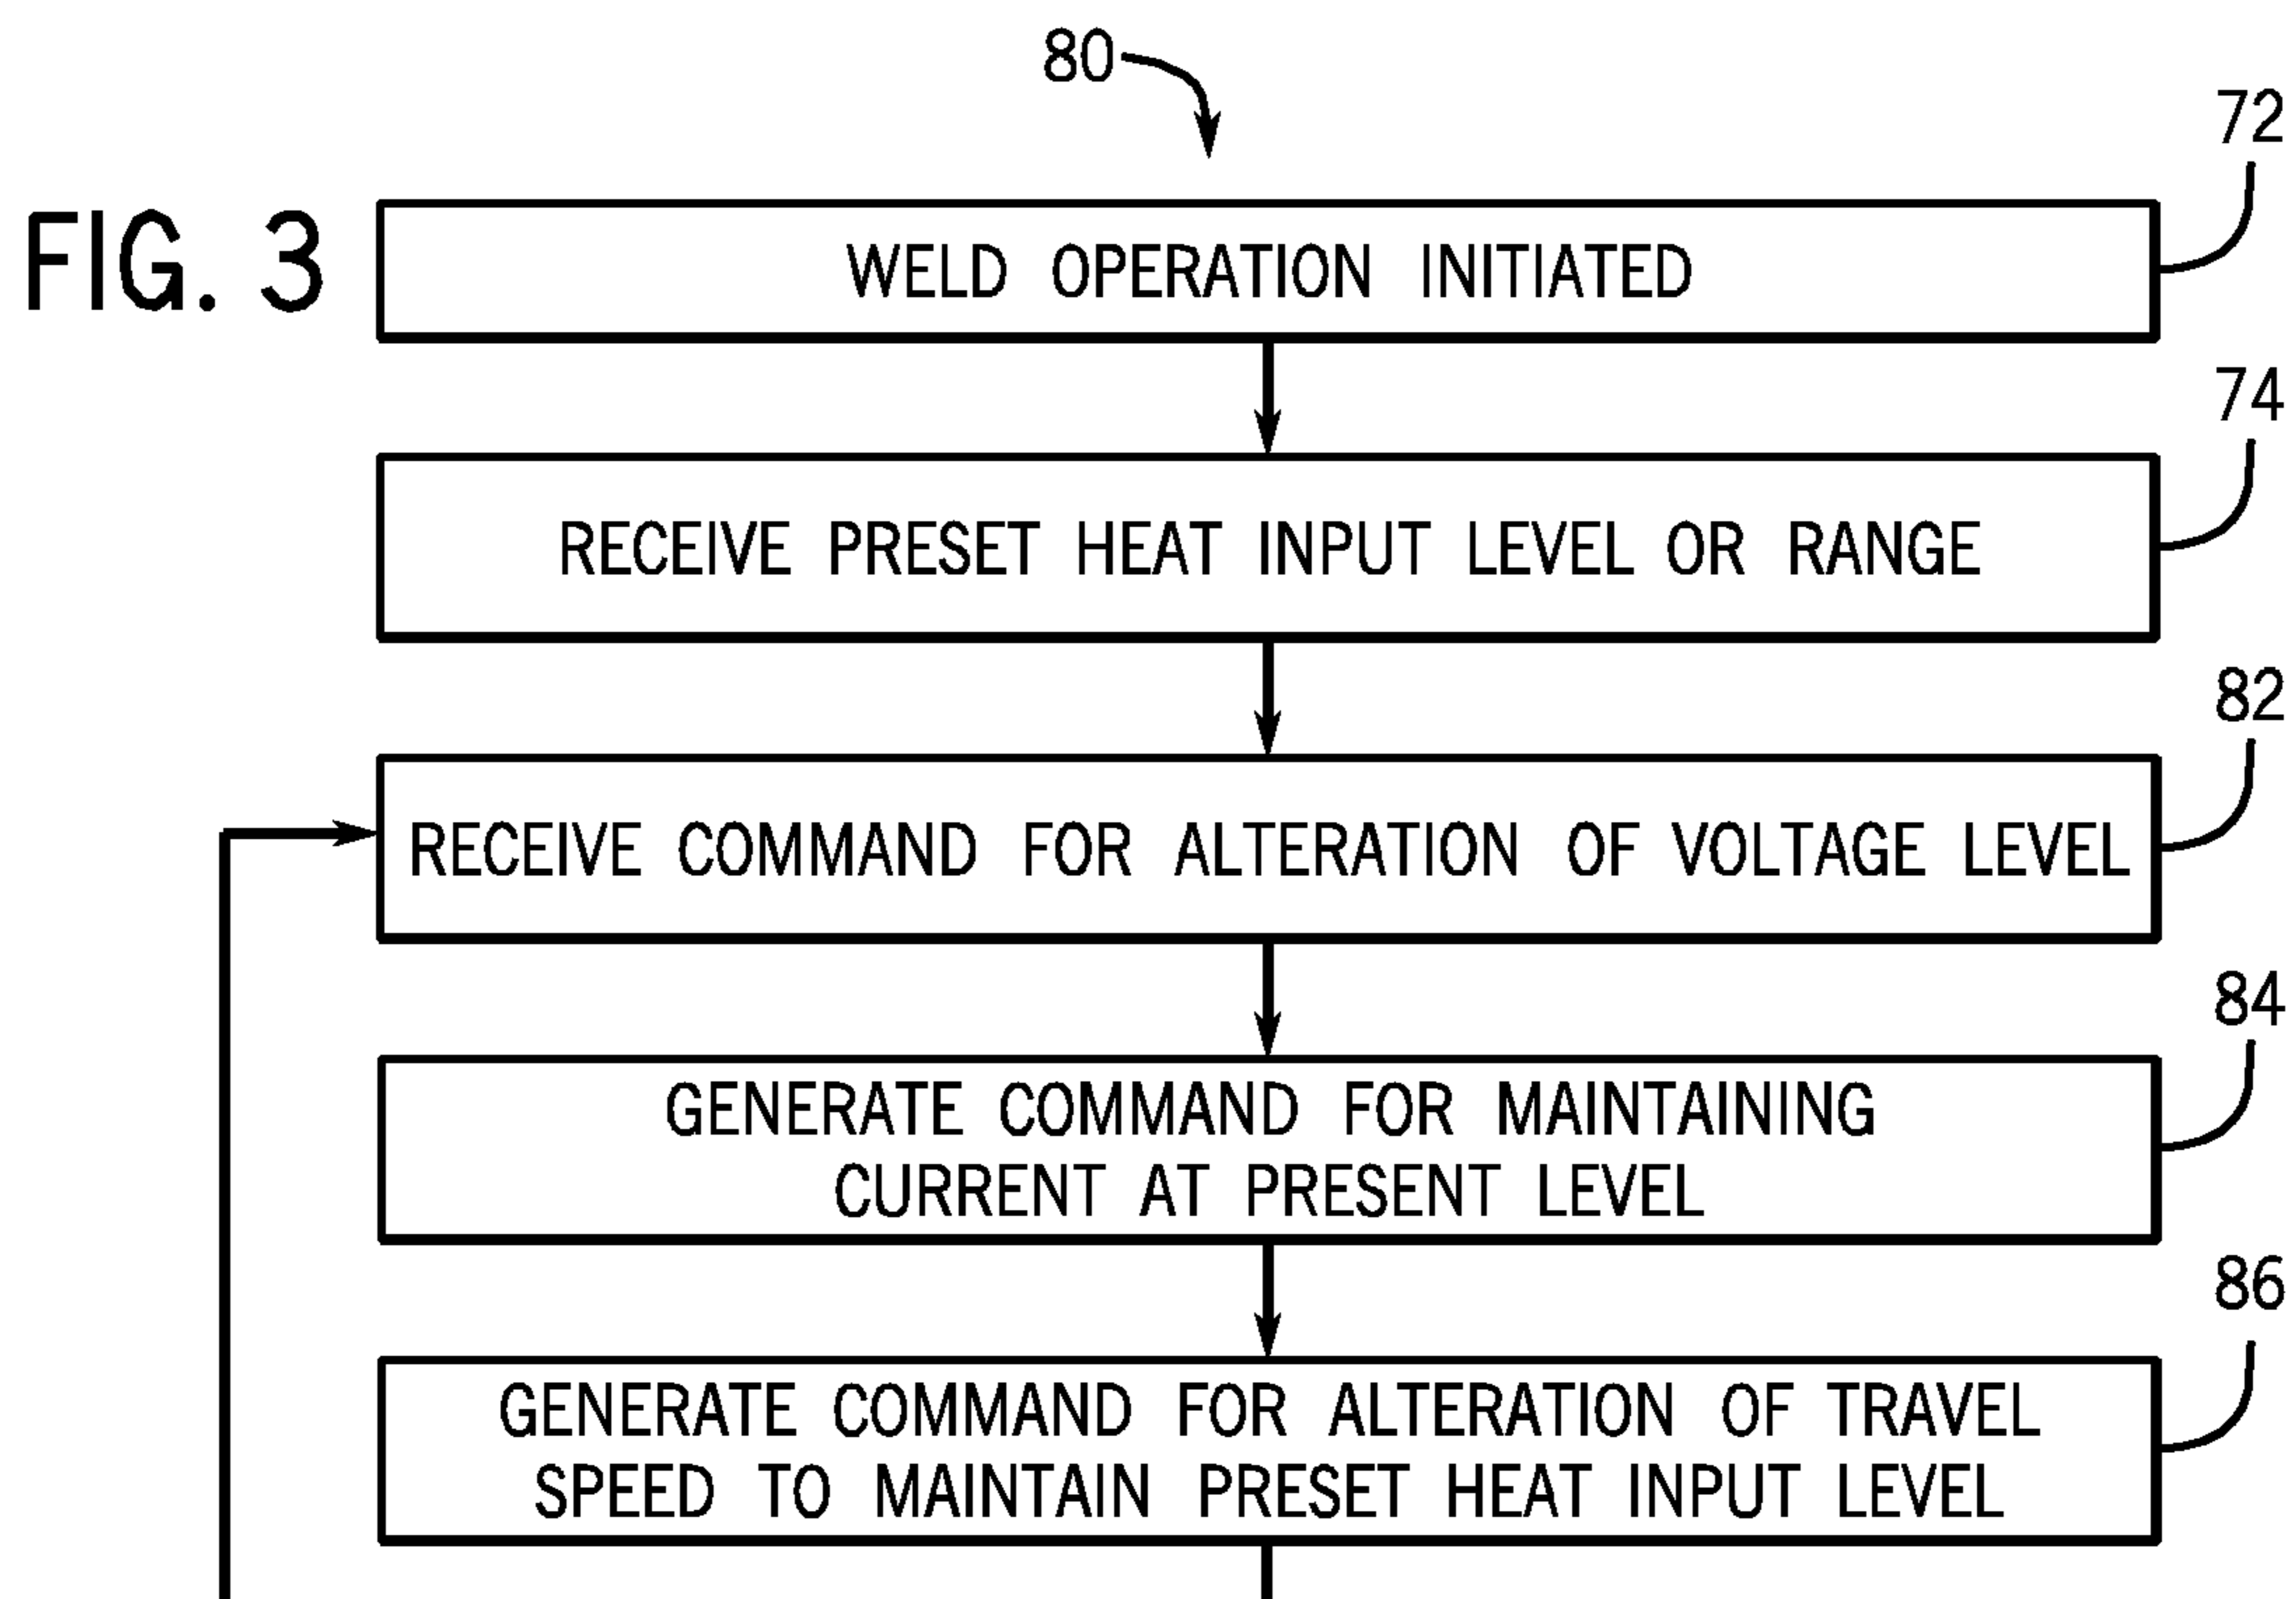 80
72
FIG. 3
WELD OPERATION INITIATED
74
RECEIVE PRESET HEAT INPUT LEVEL OR RANGE
82
RECEIVE COMMAND FOR ALTERATION OF VOLTAGE LEVEL
84
GENERATE COMMAND FOR MAINTAINING
CURRENT AT PRESENT LEVEL
86
GENERATE COMMAND FOR ALTERATION OF TRAVEL
SPEED TO MAINTAIN PRESET HEAT INPUT LEVEL